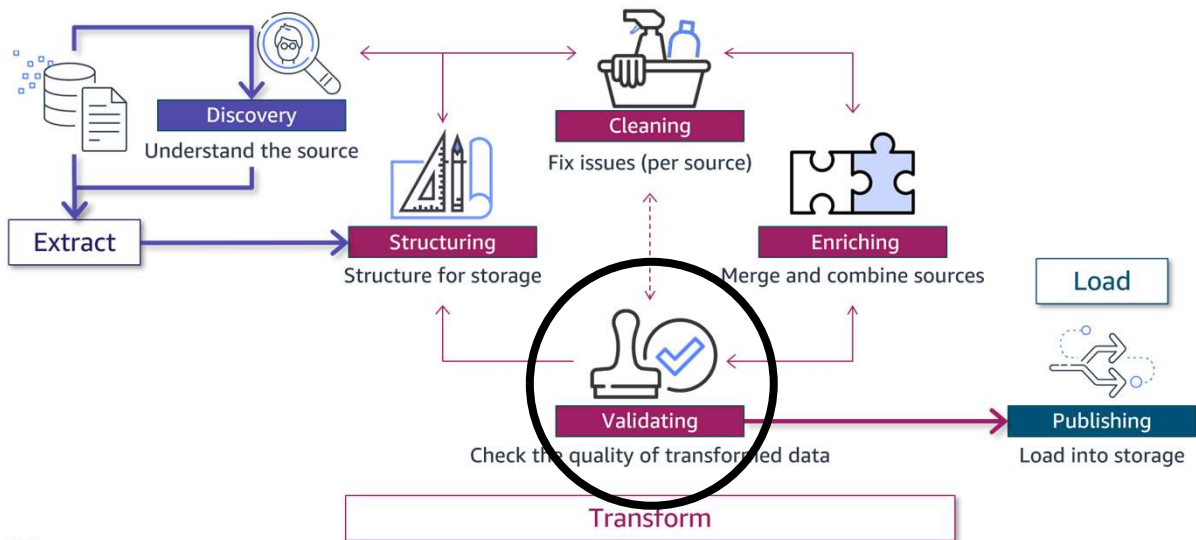 Discovery
Understand the source
Extract
Cleaning
Fix issues (per source)
Structuring
Structure for storage
Enriching
Merge and combine sources
Validating
Check the quality of transformed data
Load
Publishing
Load into storage
Transform